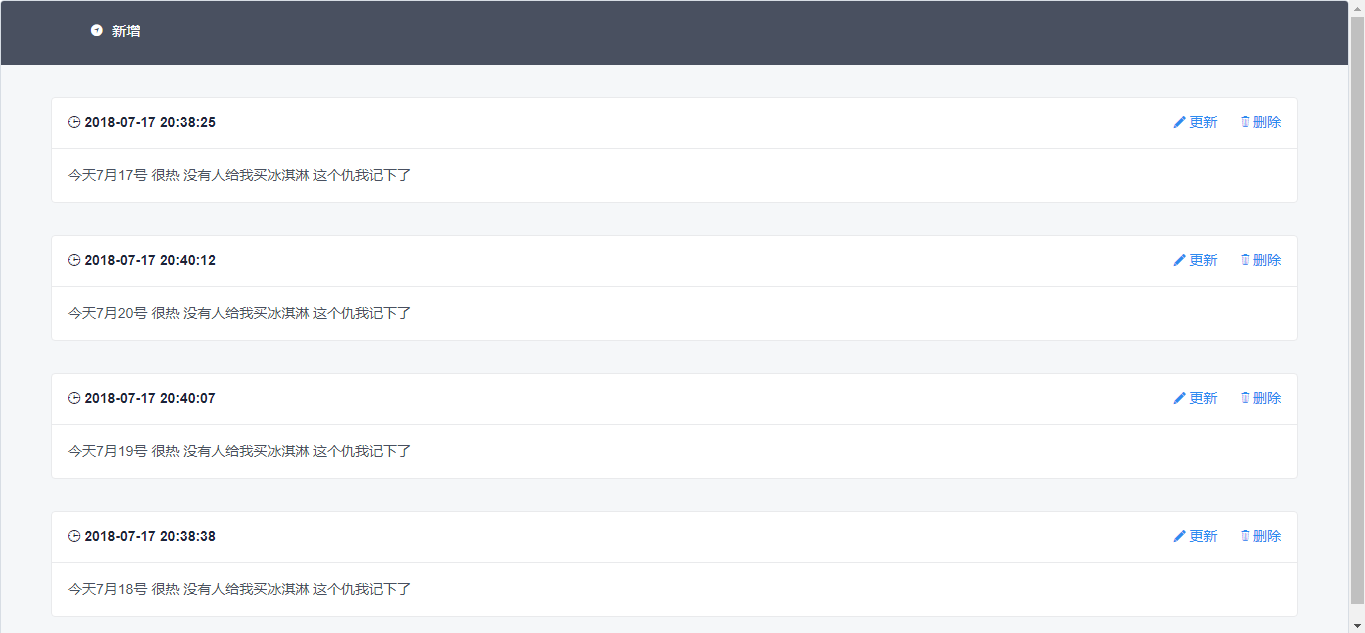 新增
2018-07-17 20:38:25 更新 删除
今天7月17号 很热 没有人给我买冰淇淋 这个仇我记下了
2018-07-17 20:40:12 更新 删除
今天7月20号 很热 没有人给我买冰淇淋 这个仇我记下了
2018-07-17 20:40:07 更新 删除
今天7月19号 很热 没有人给我买冰淇淋 这个仇我记下了
2018-07-17 20:38:38 更新 删除
今天7月18号 很热 没有人给我买冰淇淋 这个仇我记下了